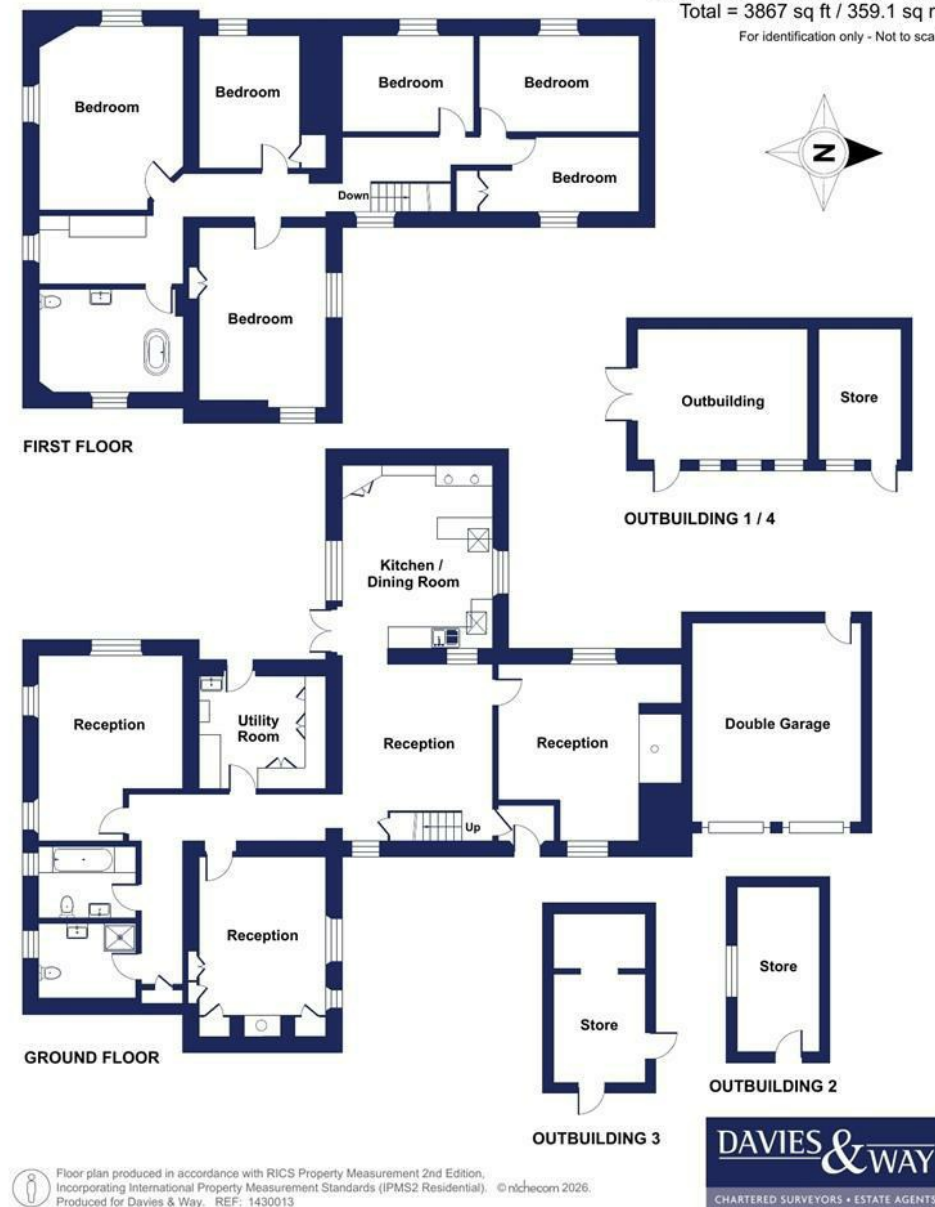 Total = 3867 sq ft / 359.1 sq
For identification only - Not to
Bedroom
Bedroom
Bedroom
Bedroom
Bedroom
Down
Bedroom
N
FIRST FLOOR
Outbuilding
Store
OUTBUILDING 1 / 4
Kitchen /
Dining Room
Reception
Utility
Room
Reception
Reception
Double Garage
Up
Reception
Store
Store
GROUND FLOOR
OUTBUILDING 2
OUTBUILDING 3
DAVIES & WAY
CHARTERED SURVEYORS • ESTATE AGENTS
Floor plan produced in accordance with RICS Property Measurement 2nd Edition,
Incorporating International Property Measurement Standards (IPMS2 Residential). © nichecom 2026.
Produced for Davies & Way. REF: 1430013